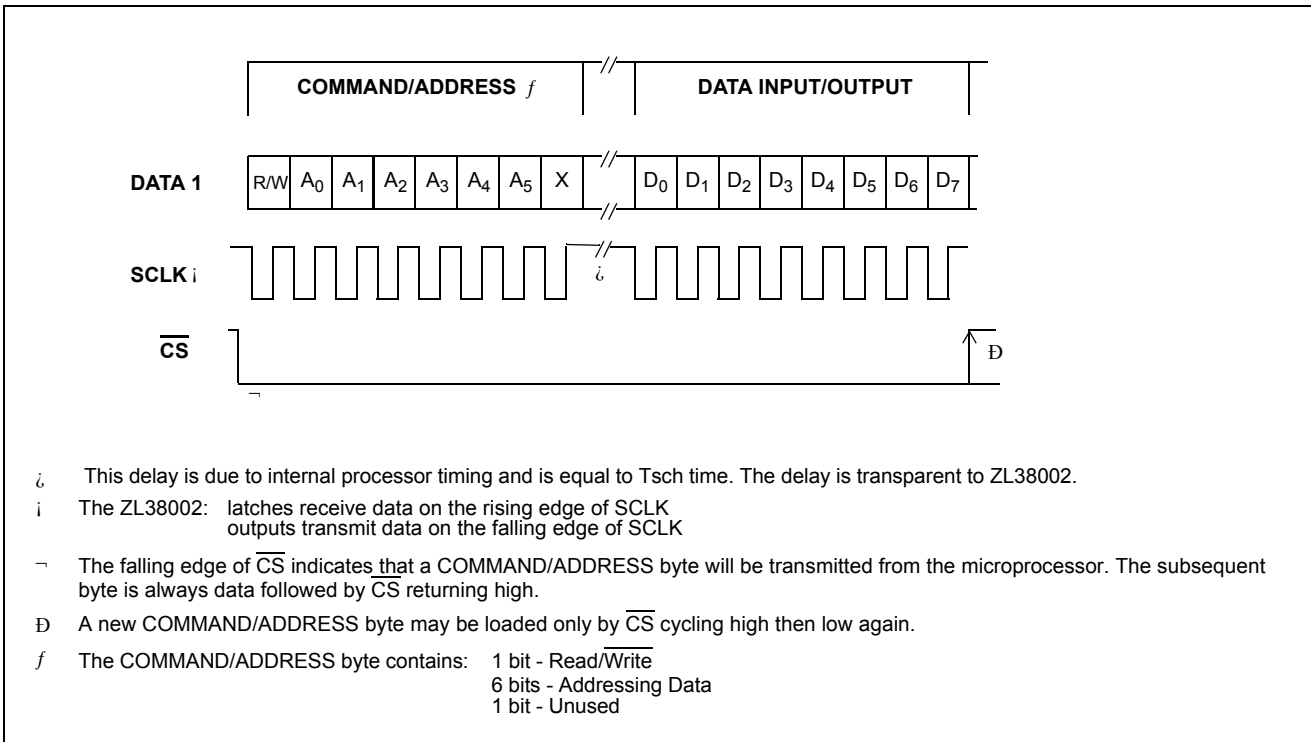 COMMAND/ADDRESS ƒ // DATA INPUT/OUTPUT
DATA 1 R/W A0 A1 A2 A3 A4 A5 X // // D0 D1 D2 D3 D4 D5 D6 D7
SCLK ¡ // ¿
CS Ð
¬
¿ This delay is due to internal processor timing and is equal to Tsch time. The delay is transparent to ZL38002.
¡ The ZL38002: latches receive data on the rising edge of SCLK
outputs transmit data on the falling edge of SCLK
¬ The falling edge of CS indicates that a COMMAND/ADDRESS byte will be transmitted from the microprocessor. The subsequent
byte is always data followed by CS returning high.
Ð A new COMMAND/ADDRESS byte may be loaded only by CS cycling high then low again.
ƒ The COMMAND/ADDRESS byte contains: 1 bit - Read/Write
6 bits - Addressing Data
1 bit - Unused